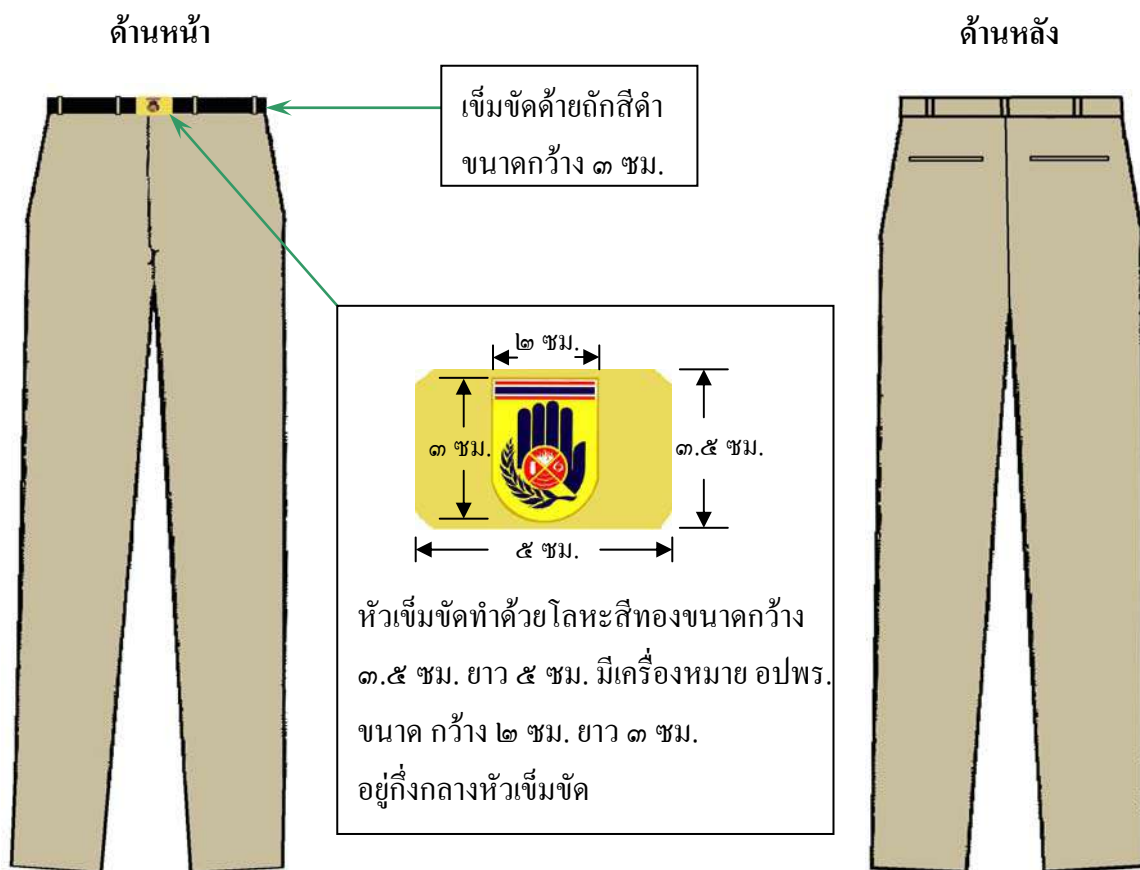 ด้านหน้า
ด้านหลัง
เข็มขัดด้ายถักสีดำ
ขนาดกว้าง ๓ ซม.
๒ ซม.
๓ ซม.
๓.๕ ซม.
๕ ซม.
หัวเข็มขัดทำด้วยโลหะสีทองขนาดกว้าง
๓.๕ ซม. ยาว ๕ ซม. มีเครื่องหมาย อปพร.
ขนาด กว้าง ๒ ซม. ยาว ๓ ซม.
อยู่กึ่งกลางหัวเข็มขัด